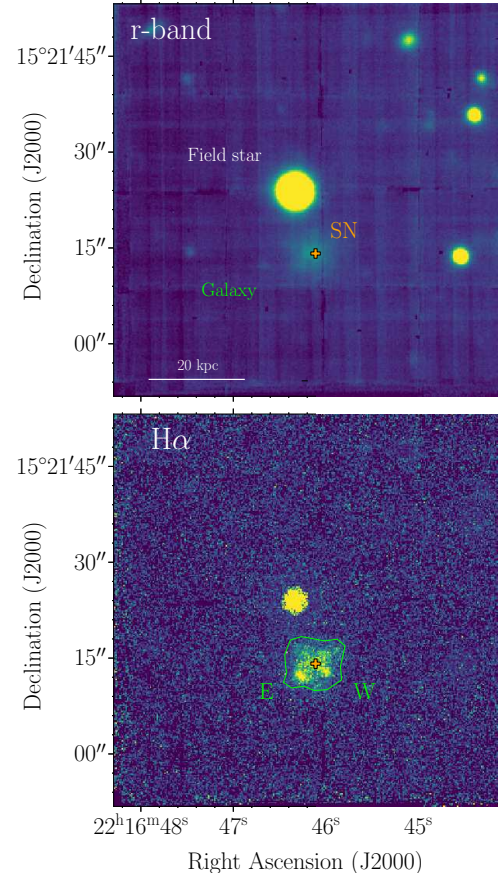 r-band
15°21′45″
Field star
30″
SN
15″
Galaxy
00″
20 kpc
Declination (J2000)
Hα
15°21′45″
30″
15″
E W
00″
Declination (J2000)
22ʰ16ᵐ48ˢ 47ˢ 46ˢ 45ˢ
Right Ascension (J2000)